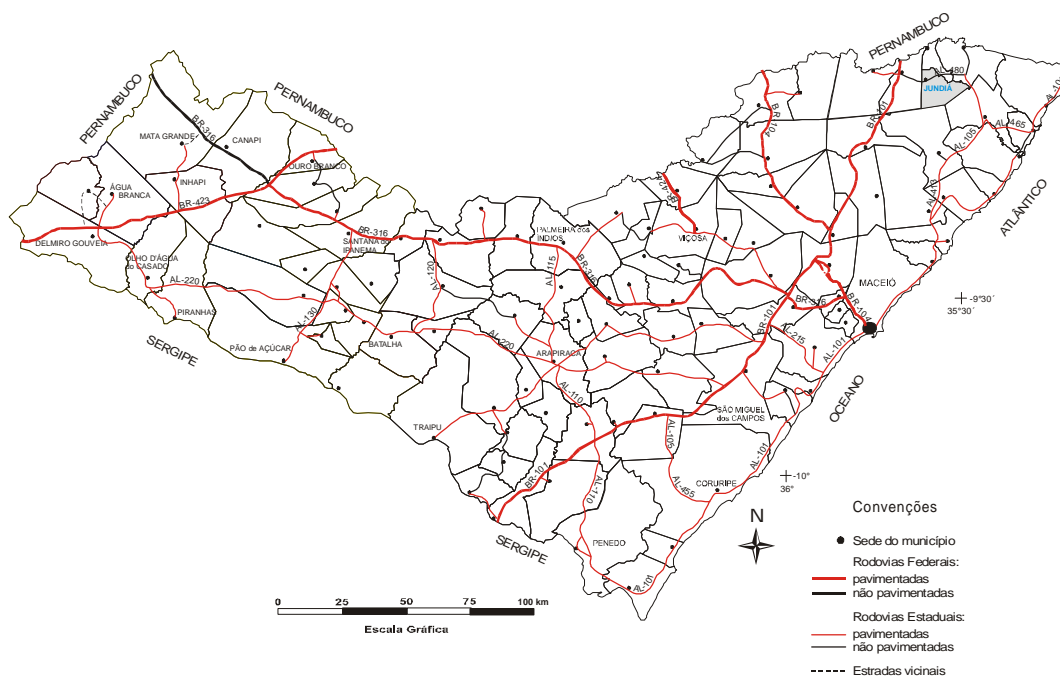 PERNAMBUCO
AL-480
JUNDIÁ
AL-10
BR-104
BR-101
AL-465
AL-105
PERNAMBUCO
PERNAMBUCO
BR-316
MATA GRANDE
CANAPI
OURO BRANCO
INHAPI
ÁGUA
BRANCA
BR-423
DELMIRO GOUVEIA
OLHO D'ÁGUA
do CASADO
AL-220
PIRANHAS
SERGIPE
AL-130
PÃO de AÇÚCAR
BR-316
SANTANA do
IPANEMA
AL-120
BATALHA
PALMEIRA dos
ÍNDIOS
AL-115
BR-316
VIÇOSA
AL-220
ARAPIRACA
AL-110
TRAIPU
BR-101
BR-316
BR-104
MACEIÓ
AL-215
AL-101
ATLÂNTICO
OCEANO
-9°30´
35°30´
SÃO MIGUEL
dos CAMPOS
AL-105
AL-455
AL-101
CORURIPE
-10°
36°
BR-101
AL-110
SERGIPE
PENEDO
AL-101
N
0 25 50 75 100 km
Escala Gráfica
Convenções
Sede do município
Rodovias Federais:
pavimentadas
não pavimentadas
Rodovias Estaduais:
pavimentadas
não pavimentadas
Estradas vicinais